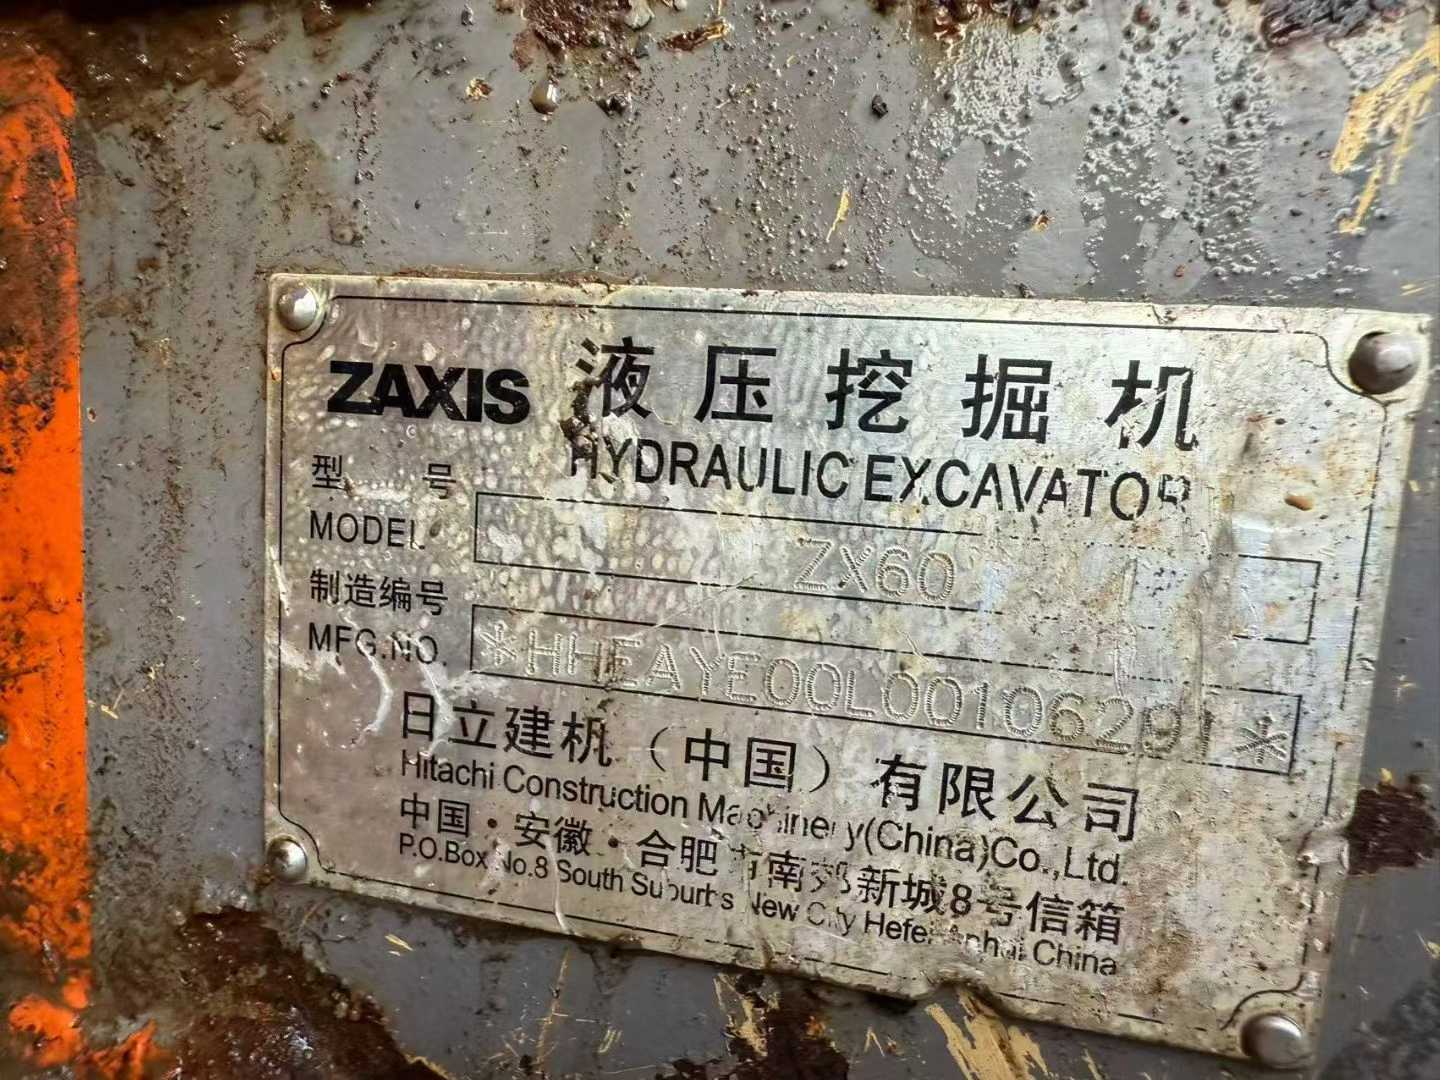 ZAXIS 液压挖掘机
HYDRAULIC EXCAVATOR
型 号
MODEL ZX60
制造编号
MFG.NO. *HHEAYE00L00106291*
日立建机（中国）有限公司
Hitachi Construction Machinery(China)Co.,Ltd.
中国·安徽·合肥市南郊新城8号信箱
P.O.Box No.8 South Suburbs New City Hefei Anhui China